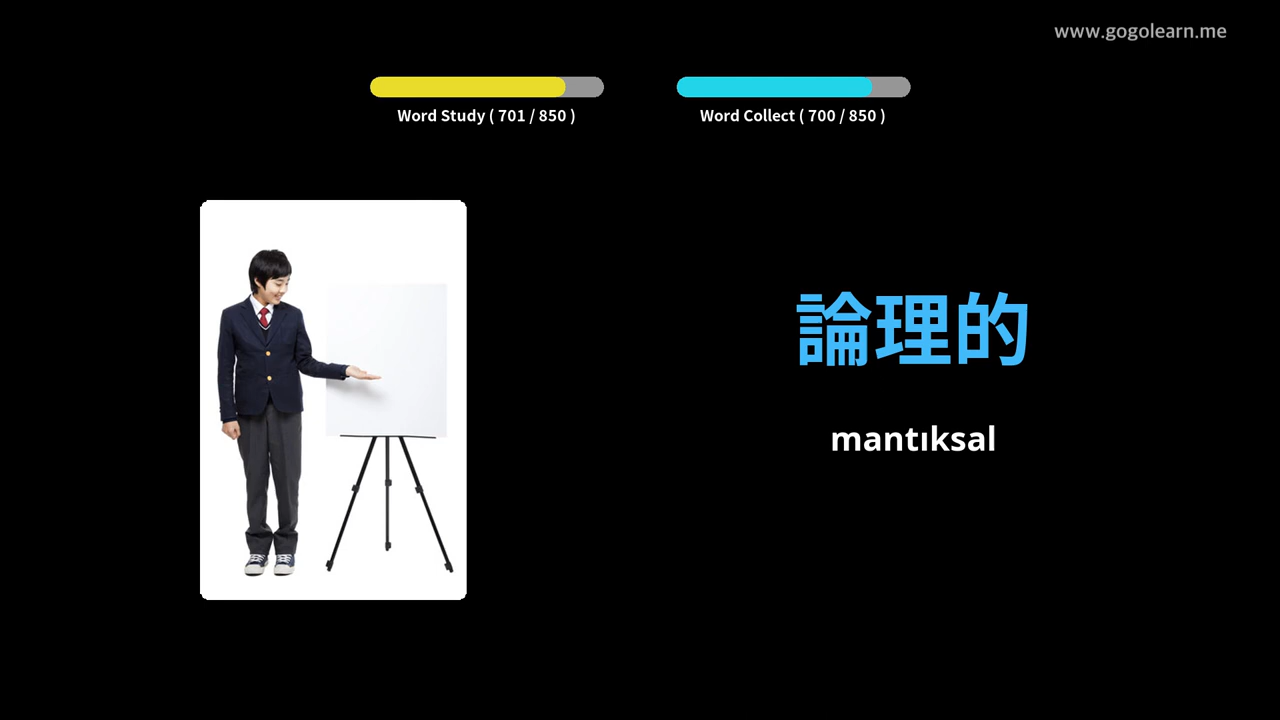 www.gogolearn.me
Word Study ( 701 / 850 )
Word Collect ( 700 / 850 )
論理的
mantıksal